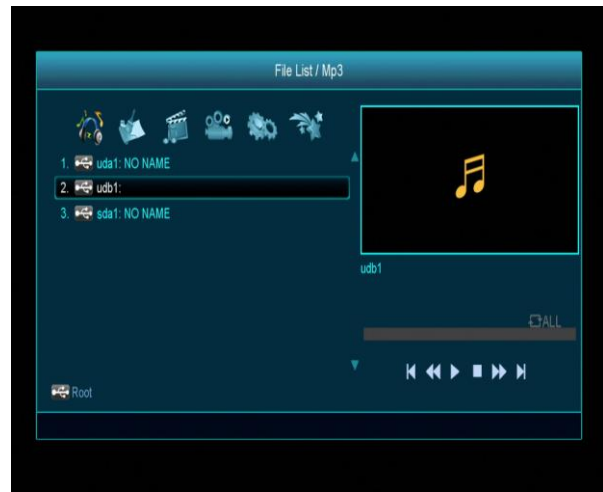 File List / Mp3
1. uda1: NO NAME
2. udb1:
3. sda1: NO NAME
udb1
ALL
Root